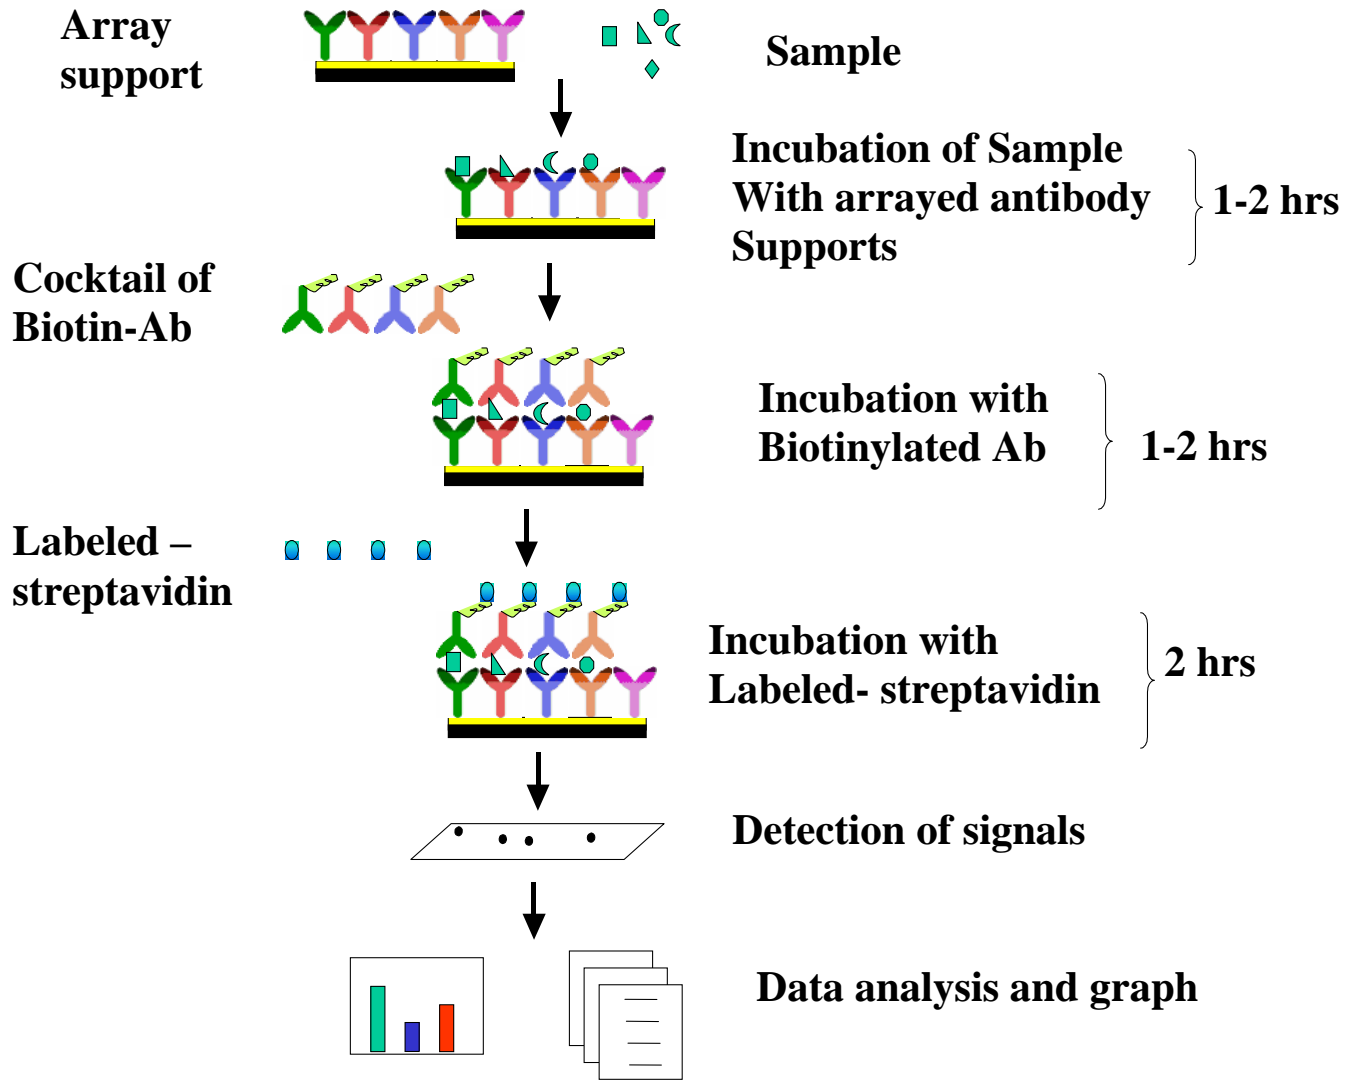 Array
support
Sample
Incubation of Sample
With arrayed antibody
Supports
1-2 hrs
Cocktail of
Biotin-Ab
Incubation with
Biotinylated Ab
1-2 hrs
Labeled –
streptavidin
Incubation with
Labeled- streptavidin
2 hrs
Detection of signals
Data analysis and graph